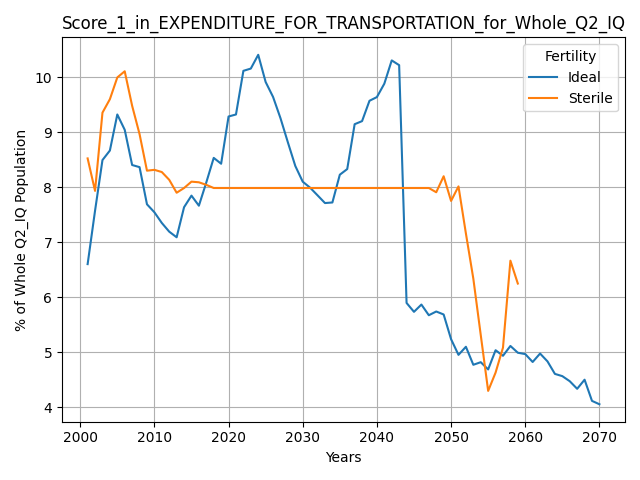 Score_1_in_EXPENDITURE_FOR_TRANSPORTATION_for_Whole_Q2_IQ
Fertility
Ideal
Sterile
% of Whole Q2_IQ Population
10
9
8
7
6
5
4
2000 2010 2020 2030 2040 2050 2060 2070
Years